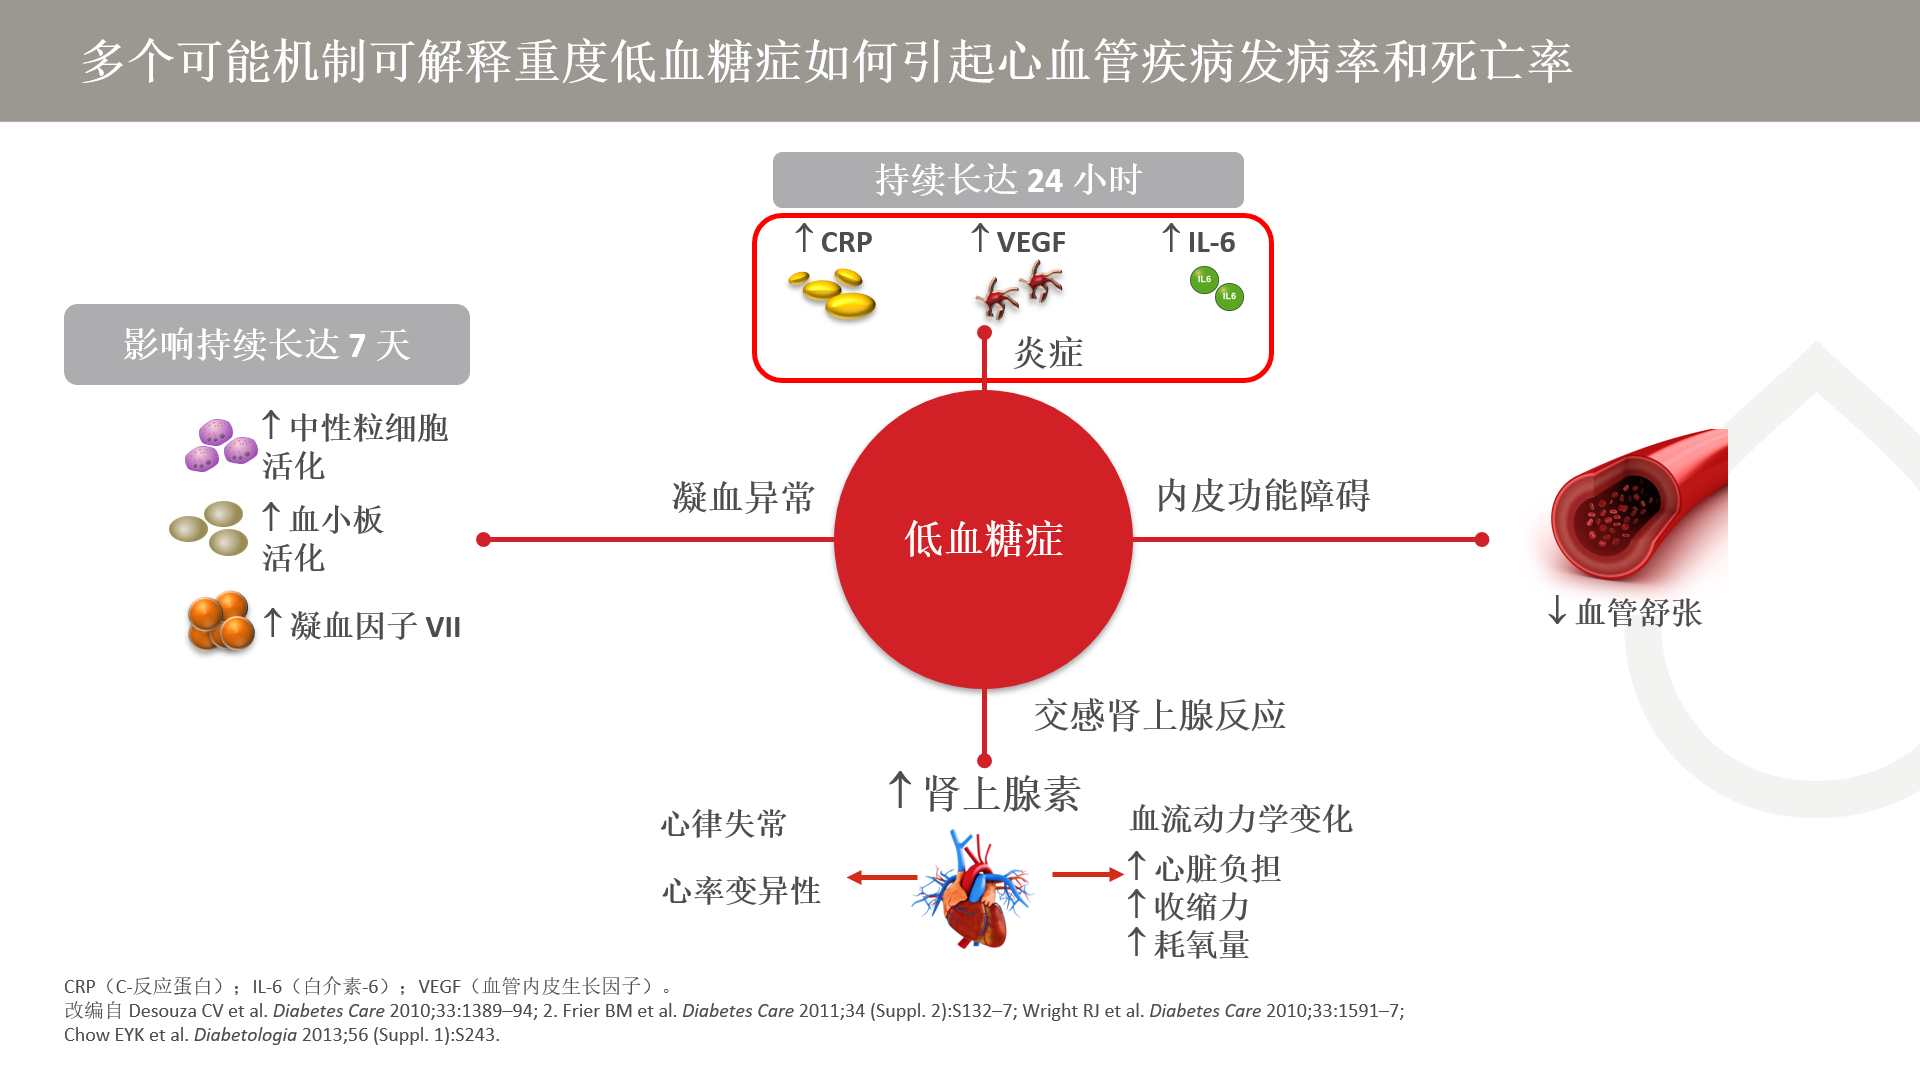 多个可能机制可解释重度低血糖症如何引起心血管疾病发病率和死亡率
持续长达 24 小时
↑ CRP
↑ VEGF
↑ IL-6
IL6
IL6
炎症
影响持续长达 7 天
↑ 中性粒细胞
活化
↑ 血小板
活化
↑ 凝血因子 VII
凝血异常
低血糖症
内皮功能障碍
↓ 血管舒张
交感肾上腺反应
↑ 肾上腺素
心律失常
心率变异性
血流动力学变化
↑ 心脏负担
↑ 收缩力
↑ 耗氧量
CRP（C-反应蛋白）；IL-6（白介素-6）；VEGF（血管内皮生长因子）。
改编自 Desouza CV et al. Diabetes Care 2010;33:1389–94; 2. Frier BM et al. Diabetes Care 2011;34 (Suppl. 2):S132–7; Wright RJ et al. Diabetes Care 2010;33:1591–7;
Chow EYK et al. Diabetologia 2013;56 (Suppl. 1):S243.